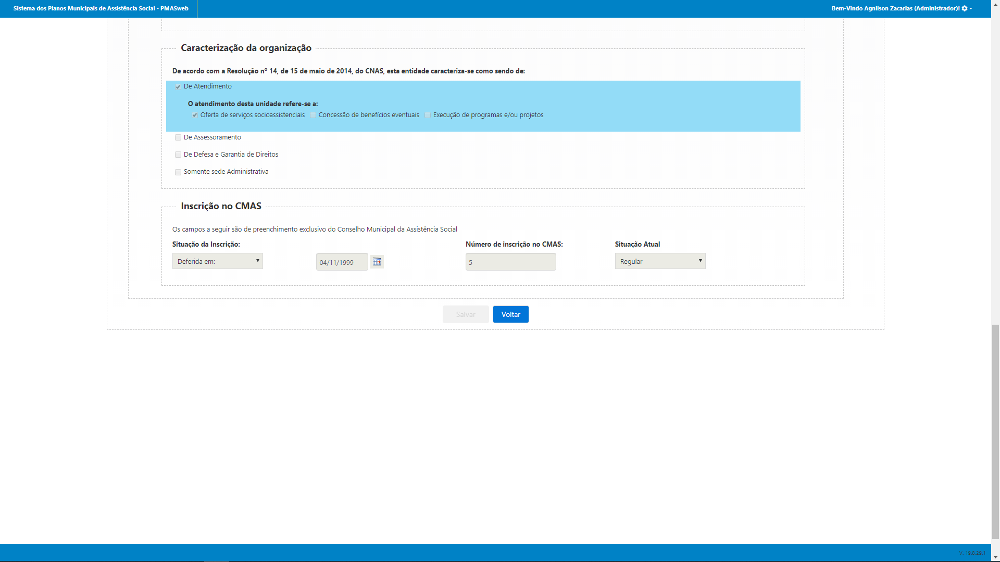 Sistema dos Planos Municipais de Assistência Social - PMASweb
Bem-Vindo Agnilson Zacarias (Administrador)!
Caracterização da organização
De acordo com a Resolução nº 14, de 15 de maio de 2014, do CNAS, esta entidade caracteriza-se como sendo de:
De Atendimento
O atendimento desta unidade refere-se a:
Oferta de serviços socioassistenciais Concessão de benefícios eventuais Execução de programas e/ou projetos
De Assessoramento
De Defesa e Garantia de Direitos
Somente sede Administrativa
Inscrição no CMAS
Os campos a seguir são de preenchimento exclusivo do Conselho Municipal da Assistência Social
Situação da Inscrição: Número de inscrição no CMAS: Situação Atual
Deferida em: 04/11/1999 5 Regular
Salvar Voltar
V. 19.8.29.1